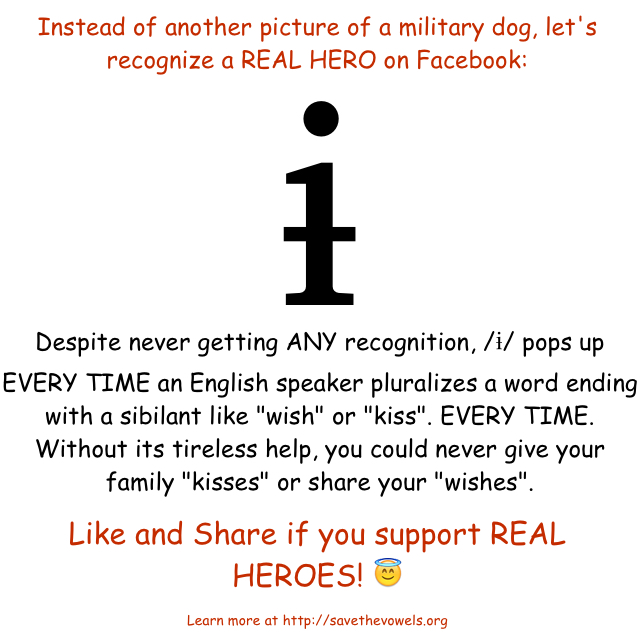 Instead of another picture of a military dog, let's
recognize a REAL HERO on Facebook:
ɨ
Despite never getting ANY recognition, /ɨ/ pops up
EVERY TIME an English speaker pluralizes a word ending
with a sibilant like "wish" or "kiss". EVERY TIME.
Without its tireless help, you could never give your
family "kisses" or share your "wishes".
Like and Share if you support REAL
HEROES! 😇
Learn more at http://savethevowels.org